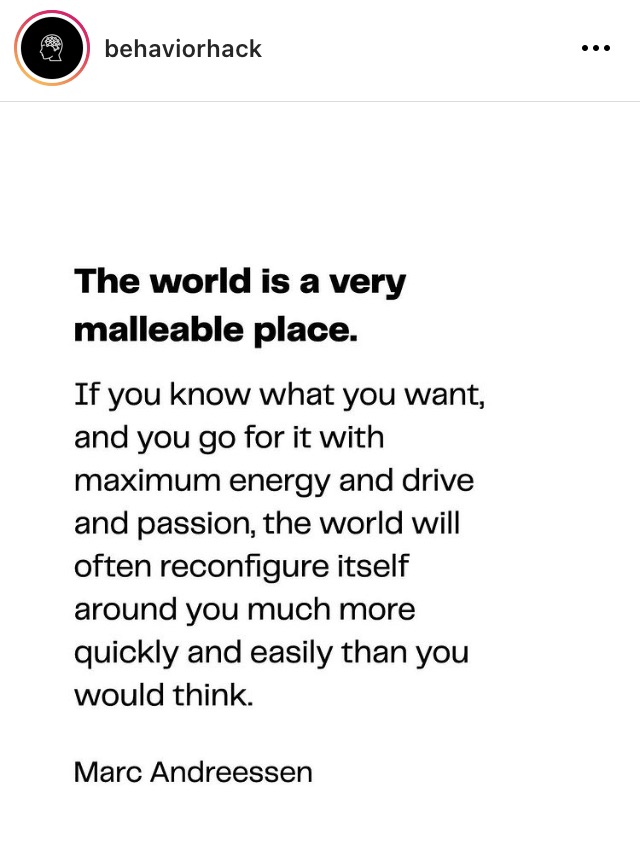 behaviorhack
The world is a very
malleable place.
If you know what you want,
and you go for it with
maximum energy and drive
and passion, the world will
often reconfigure itself
around you much more
quickly and easily than you
would think.
Marc Andreessen